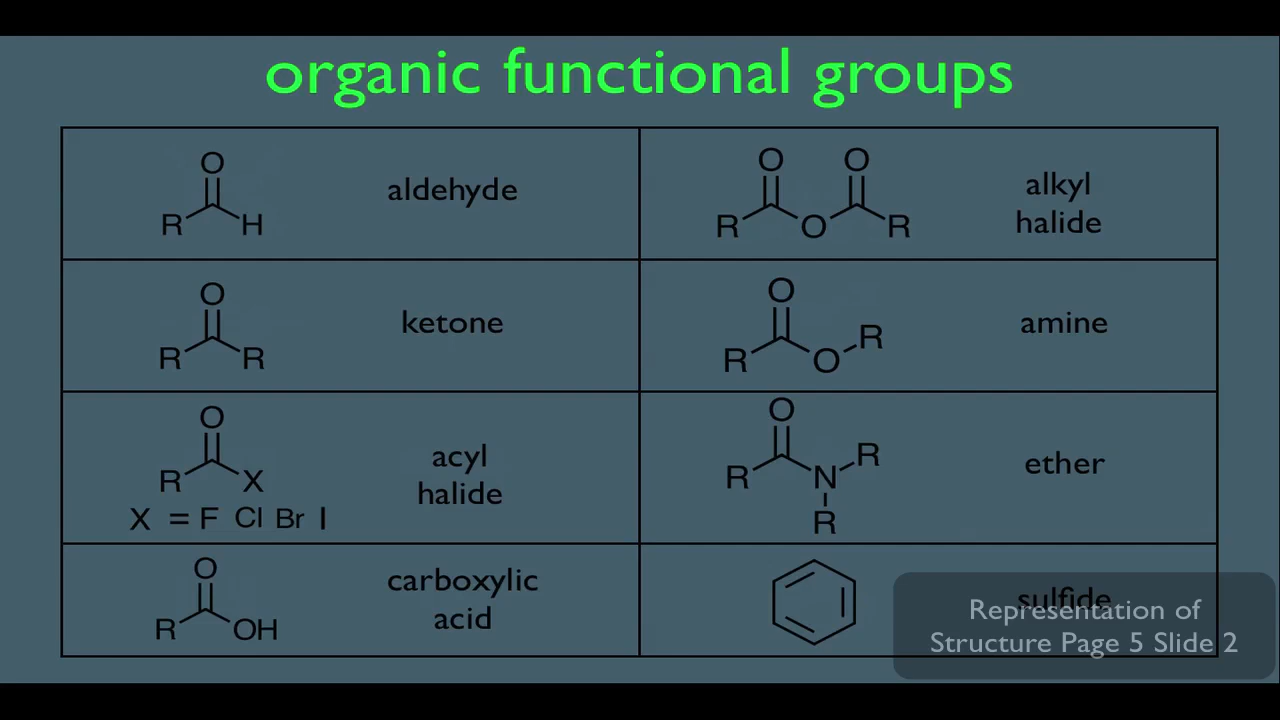 organic functional groups
O
R H
aldehyde
O O
R O R
alkyl
halide
O
R R
ketone
O
R O R
amine
O
R X
X = F Cl Br I
acyl
halide
O
R N R
R
ether
O
R OH
carboxylic
acid
sulfide
Representation of
Structure Page 5 Slide 2